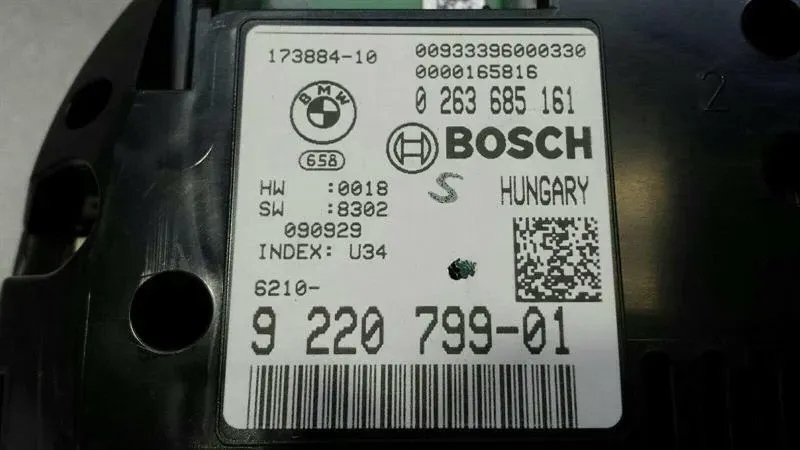 173884-10
00933396000330
0000165816
BMW
0 263 685 161
BOSCH
658
S
HUNGARY
HW :0018
SW :8302
090929
INDEX: U34
6210-
9 220 799-01
2